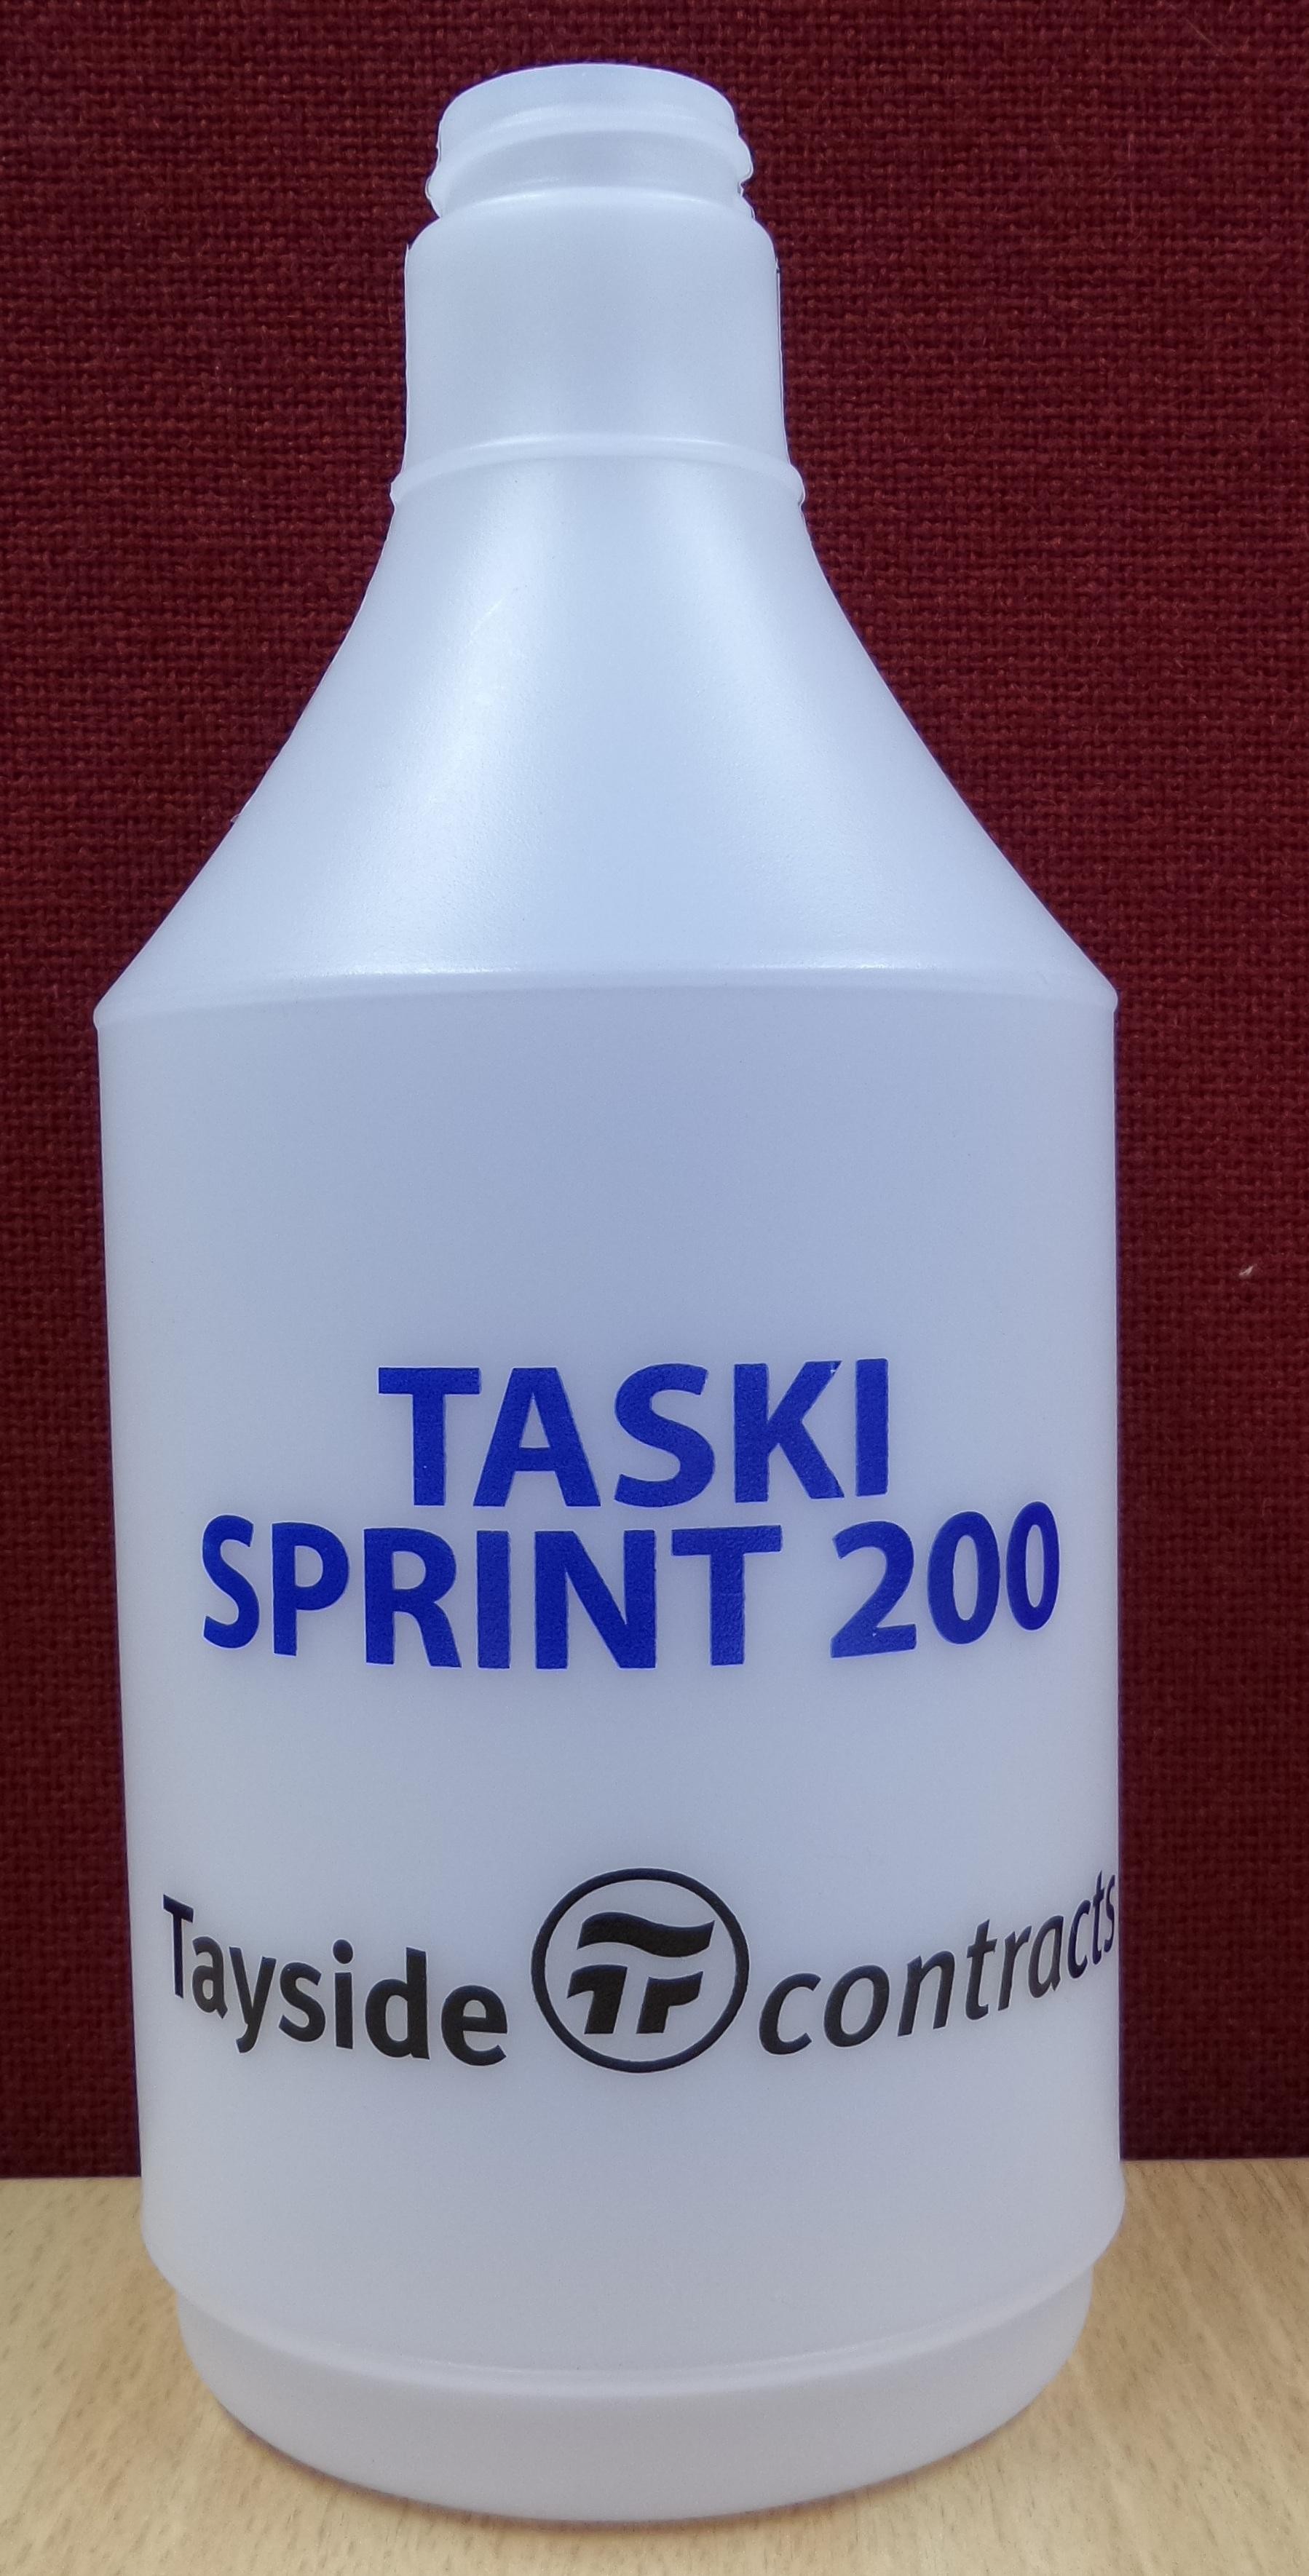 TASKI
SPRINT 200
Tayside contracts